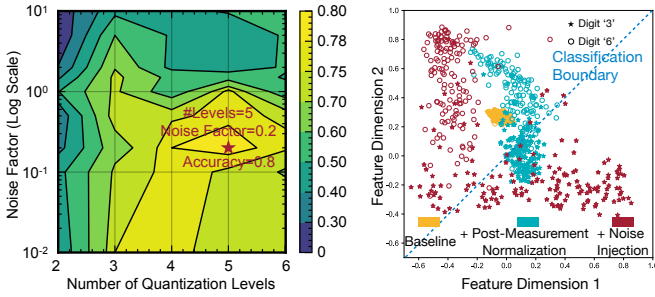 Noise Factor (Log Scale)
10¹
10⁰
10⁻¹
10⁻²
2
3
4
5
6
Number of Quantization Levels
#Levels=5
Noise Factor=0.2
Accuracy=0.8
0.80
0.78
0.75
0.70
0.60
0.50
0.40
0.30
0
Feature Dimension 2
0.8
0.6
0.4
0.2
0.0
-0.2
-0.4
-0.6
-0.6
-0.4
-0.2
0.0
0.2
0.4
0.6
0.8
1.0
Feature Dimension 1
Digit '3'
Digit '6'
Classification
Boundary
Baseline
+ Post-Measurement
Normalization
+ Noise
Injection